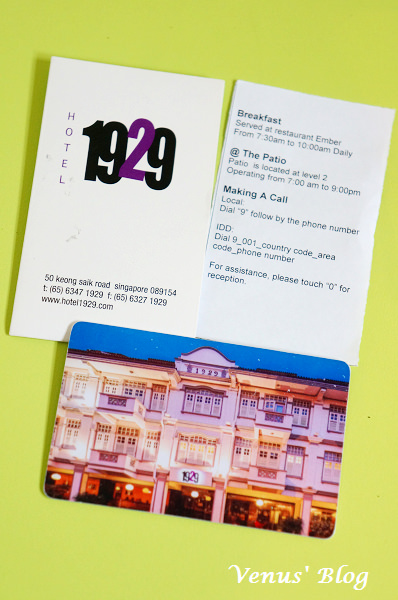 HOTEL
1929
50 keong saik road singapore 089154
t: (65) 6347 1929 f: (65) 6327 1929
www.hotel1929.com
Breakfast
Served at restaurant Ember
From 7:30am to 10:00am Daily
@ The Patio
Patio is located at level 2
Operating from 7:00 am to 9:00pm
Making A Call
Local:
Dial "9" follow by the phone number
IDD:
Dial 9_001_country code_area
code_phone number
For assistance, please touch "0" for
reception.
1929
1929
Venus' Blog